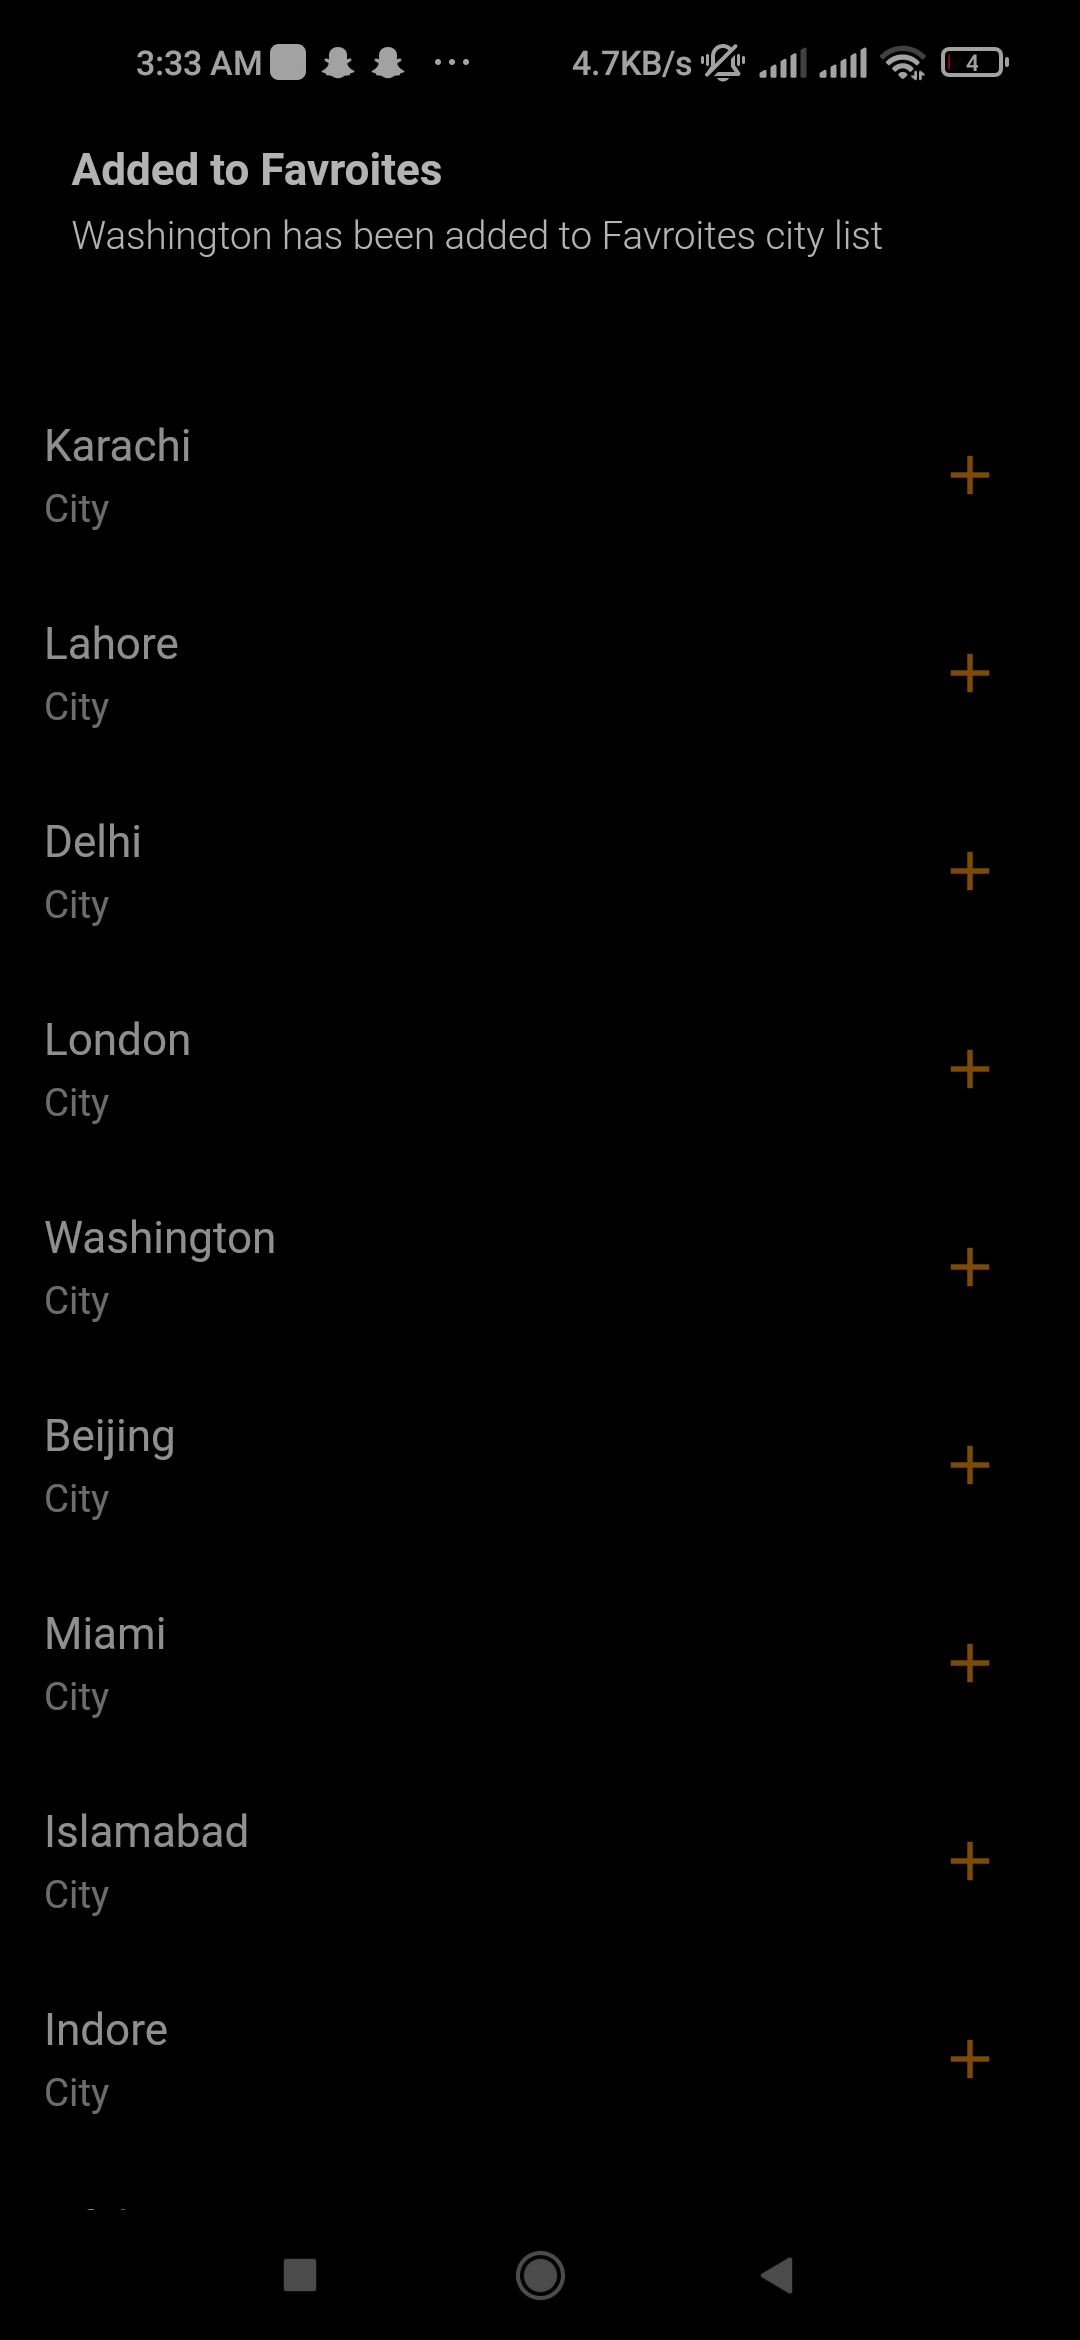 3:33 AM ... 4.7KB/s 4
Added to Favroites
Washington has been added to Favroites city list
Karachi
City
Lahore
City
Delhi
City
London
City
Washington
City
Beijing
City
Miami
City
Islamabad
City
Indore
City